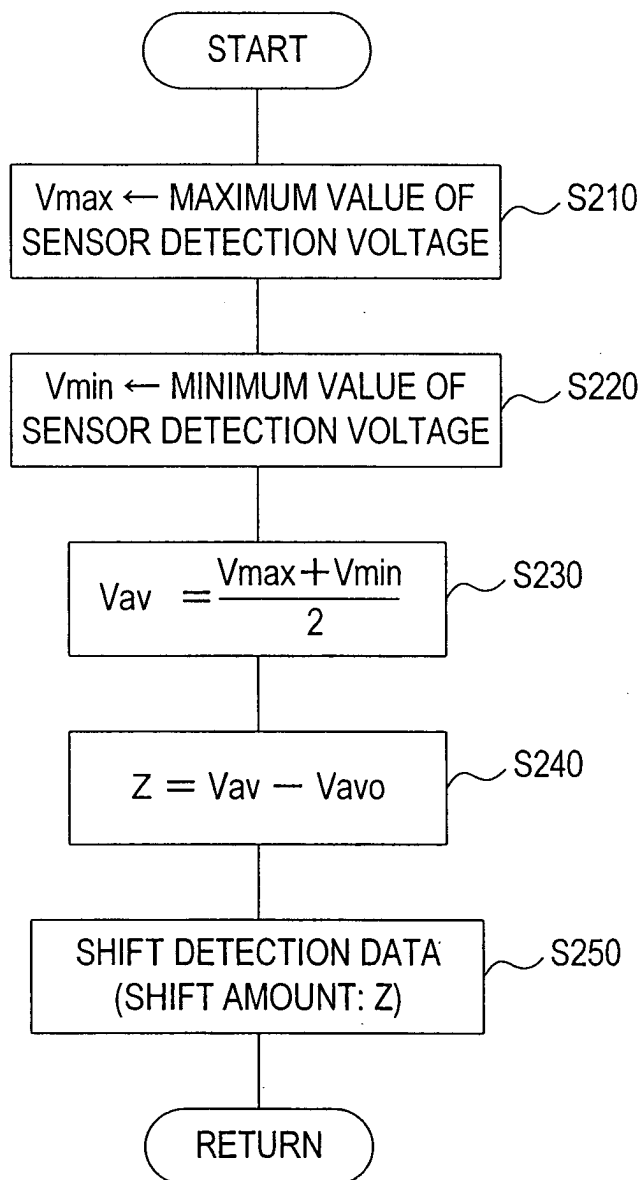 START
Vmax ← MAXIMUM VALUE OF
SENSOR DETECTION VOLTAGE
S210
Vmin ← MINIMUM VALUE OF
SENSOR DETECTION VOLTAGE
S220
Vav = Vmax + Vmin / 2
S230
Z = Vav − Vavo
S240
SHIFT DETECTION DATA
(SHIFT AMOUNT: Z)
S250
RETURN